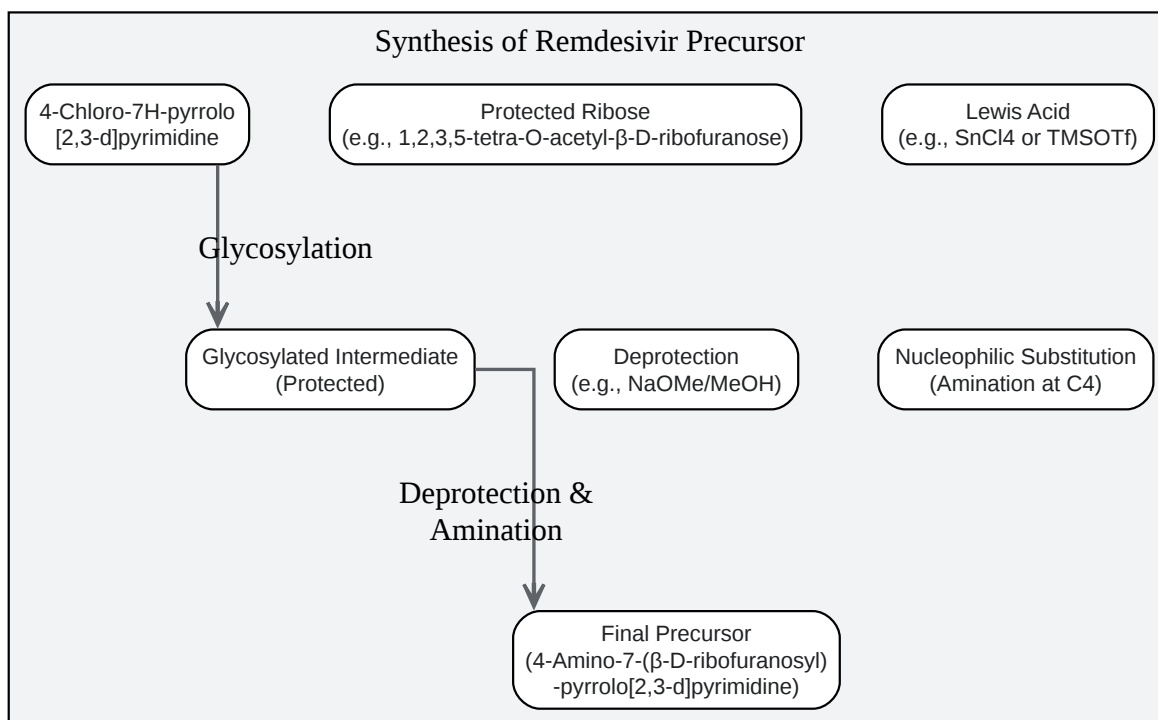 Synthesis of Remdesivir Precursor
4-Chloro-7H-pyrrolo
[2,3-d]pyrimidine
Protected Ribose
(e.g., 1,2,3,5-tetra-O-acetyl-β-D-ribofuranose)
Lewis Acid
(e.g., SnCl4 or TMSOTf)
Glycosylation
Glycosylated Intermediate
(Protected)
Deprotection
(e.g., NaOMe/MeOH)
Nucleophilic Substitution
(Amination at C4)
Deprotection &
Amination
Final Precursor
(4-Amino-7-(β-D-ribofuranosyl)
-pyrrolo[2,3-d]pyrimidine)